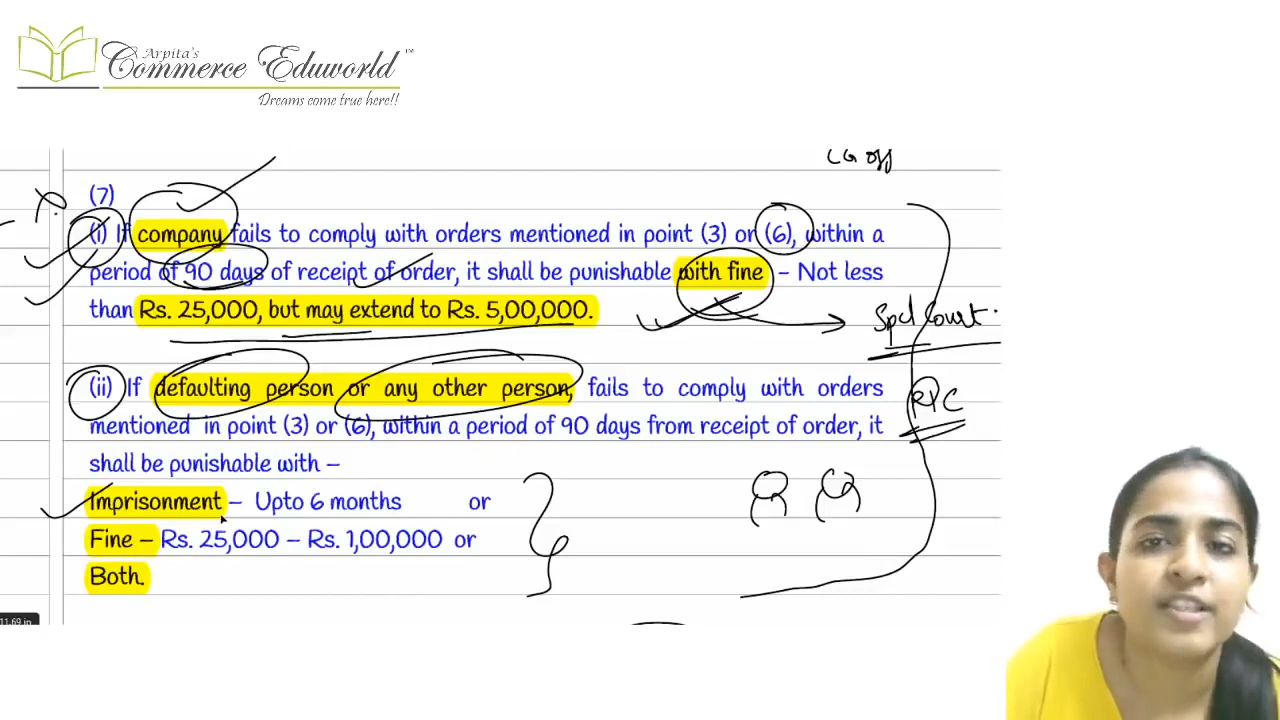 Arpita's
Commerce Eduworld™
Dreams come true here!!
CG off
(7)
(i) If company fails to comply with orders mentioned in point (3) or (6), within a
period of 90 days of receipt of order, it shall be punishable with fine – Not less
than Rs. 25,000, but may extend to Rs. 5,00,000.
Spcl Court.
(ii) If defaulting person or any other person, fails to comply with orders
mentioned in point (3) or (6), within a period of 90 days from receipt of order, it
shall be punishable with –
Imprisonment – Upto 6 months or
Fine – Rs. 25,000 – Rs. 1,00,000 or
Both.
11.69 in